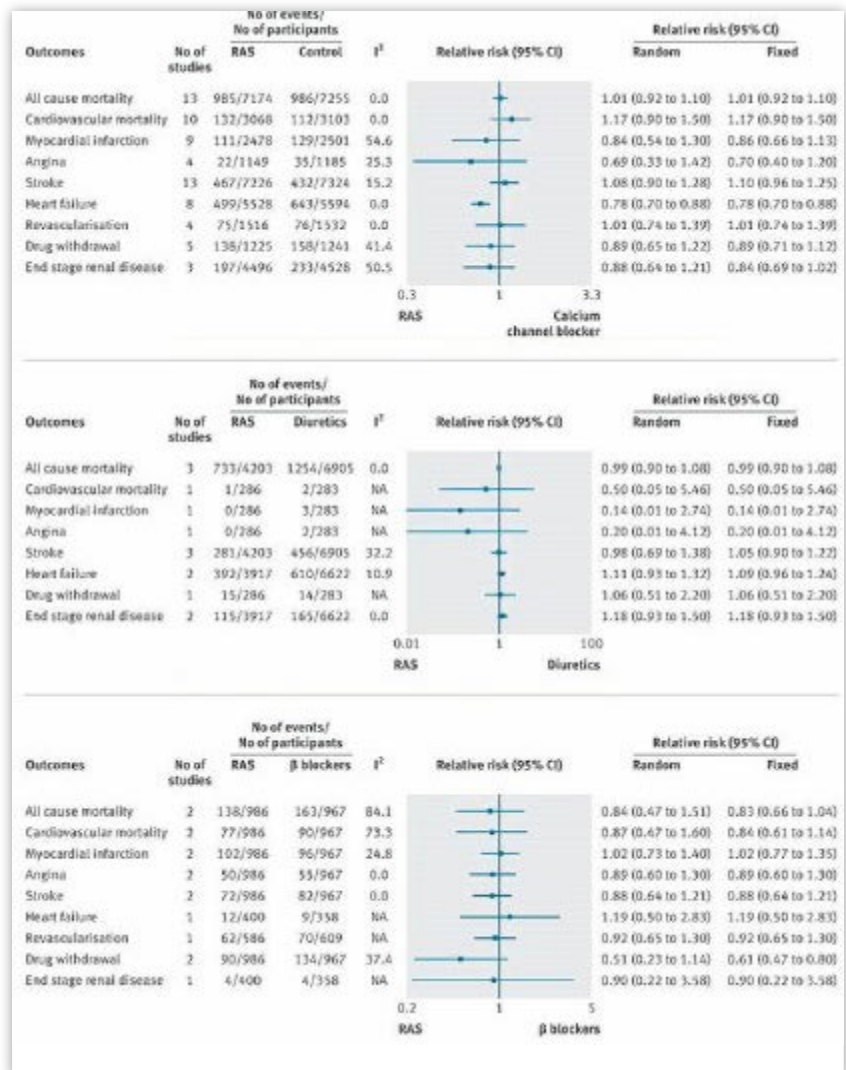 No of events/
No of participants
Relative risk (95% CI)
Outcomes No of studies RAS Control I² Relative risk (95% CI) Random Fixed
All cause mortality 13 985/7174 986/7255 0.0 1.01 (0.92 to 1.10) 1.01 (0.92 to 1.10)
Cardiovascular mortality 10 132/3068 112/3103 0.0 1.17 (0.90 to 1.50) 1.17 (0.90 to 1.50)
Myocardial infarction 9 111/2478 129/2501 54.6 0.84 (0.54 to 1.30) 0.86 (0.66 to 1.13)
Angina 4 22/1149 35/1185 25.3 0.69 (0.33 to 1.42) 0.70 (0.40 to 1.20)
Stroke 13 467/7226 432/7324 15.2 1.08 (0.90 to 1.28) 1.10 (0.96 to 1.25)
Heart failure 8 499/5528 643/5594 0.0 0.78 (0.70 to 0.88) 0.78 (0.70 to 0.88)
Revascularisation 4 75/1516 76/1532 0.0 1.01 (0.74 to 1.39) 1.01 (0.74 to 1.39)
Drug withdrawal 5 138/1225 158/1241 41.4 0.89 (0.65 to 1.22) 0.89 (0.71 to 1.12)
End stage renal disease 3 197/4496 233/4528 50.5 0.88 (0.64 to 1.21) 0.84 (0.69 to 1.02)
0.3 1 3.3
RAS Calcium
channel blocker
No of events/
No of participants
Relative risk (95% CI)
Outcomes No of studies RAS Diuretics I² Relative risk (95% CI) Random Fixed
All cause mortality 3 733/4203 1254/6905 0.0 0.99 (0.90 to 1.08) 0.99 (0.90 to 1.08)
Cardiovascular mortality 1 1/286 2/283 NA 0.50 (0.05 to 5.46) 0.50 (0.05 to 5.46)
Myocardial infarction 1 0/286 3/283 NA 0.14 (0.01 to 2.74) 0.14 (0.01 to 2.74)
Angina 1 0/286 2/283 NA 0.20 (0.01 to 4.12) 0.20 (0.01 to 4.12)
Stroke 3 281/4203 456/6905 32.2 0.98 (0.69 to 1.38) 1.05 (0.90 to 1.22)
Heart failure 2 392/3917 610/6622 10.9 1.11 (0.93 to 1.32) 1.09 (0.96 to 1.24)
Drug withdrawal 1 15/286 14/283 NA 1.06 (0.51 to 2.20) 1.06 (0.51 to 2.20)
End stage renal disease 2 115/3917 165/6622 0.0 1.18 (0.93 to 1.50) 1.18 (0.93 to 1.50)
0.01 1 100
RAS Diuretics
No of events/
No of participants
Relative risk (95% CI)
Outcomes No of studies RAS β blockers I² Relative risk (95% CI) Random Fixed
All cause mortality 2 138/986 163/967 84.1 0.84 (0.47 to 1.51) 0.83 (0.66 to 1.04)
Cardiovascular mortality 2 77/986 90/967 73.3 0.87 (0.47 to 1.60) 0.84 (0.61 to 1.14)
Myocardial infarction 2 102/986 96/967 24.8 1.02 (0.73 to 1.40) 1.02 (0.77 to 1.35)
Angina 2 50/986 55/967 0.0 0.89 (0.60 to 1.30) 0.89 (0.60 to 1.30)
Stroke 2 72/986 82/967 0.0 0.88 (0.64 to 1.21) 0.88 (0.64 to 1.21)
Heart failure 1 12/400 9/358 NA 1.19 (0.50 to 2.83) 1.19 (0.50 to 2.83)
Revascularisation 1 62/586 70/609 NA 0.92 (0.65 to 1.30) 0.92 (0.65 to 1.30)
Drug withdrawal 2 90/986 134/967 37.4 0.51 (0.23 to 1.14) 0.61 (0.47 to 0.80)
End stage renal disease 1 4/400 4/358 NA 0.90 (0.22 to 3.58) 0.90 (0.22 to 3.58)
0.2 1 5
RAS β blockers